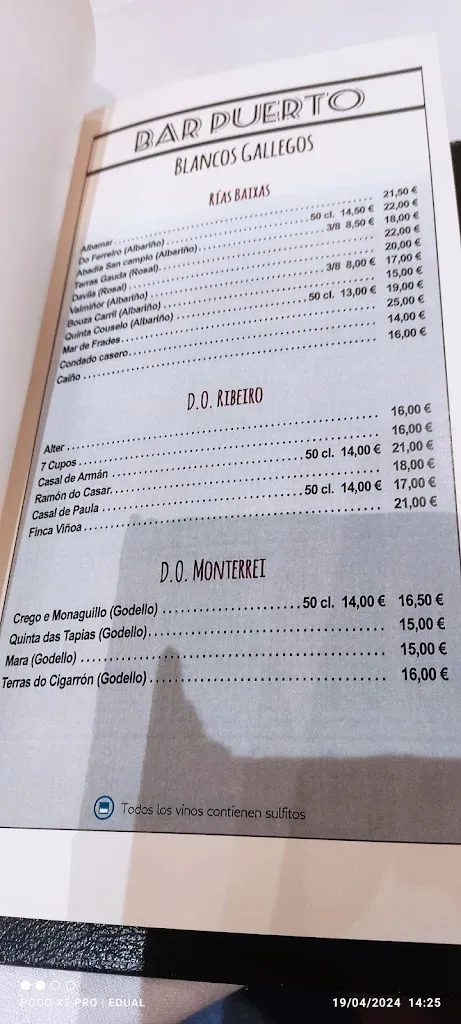 BAR PUERTO
BLANCOS GALLEGOS
RÍAS BAIXAS
Albamar ........ 21,50 €
Do Ferreiro (Albariño) ........ 50 cl. 14,50 € 22,00 €
Abadia San campio (Albariño) ........ 3/8 8,50 € 18,00 €
Terras Gauda (Rosal) ........ 22,00 €
Davila (Rosal) ........ 20,00 €
Valmiñor (Albariño) ........ 3/8 8,00 € 17,00 €
Bouza Carril (Albariño) ........ 15,00 €
Quinta Couselo (Albariño) ........ 50 cl. 13,00 € 19,00 €
Mar de Frades ........ 25,00 €
Condado casero ........ 14,00 €
Caiño ........ 16,00 €
D.O. RIBEIRO
Alter ........ 16,00 €
7 Cupos ........ 16,00 €
Casal de Armán ........ 50 cl. 14,00 € 21,00 €
Ramón do Casar ........ 18,00 €
Casal de Paula ........ 50 cl. 14,00 € 17,00 €
Finca Viñoa ........ 21,00 €
D.O. MONTERREI
Crego e Monaguillo (Godello) ........ 50 cl. 14,00 € 16,50 €
Quinta das Tapias (Godello) ........ 15,00 €
Mara (Godello) ........ 15,00 €
Terras do Cigarrón (Godello) ........ 16,00 €
Todos los vinos contienen sulfitos
POCO X3 PRO | EDUAL 19/04/2024 14:25